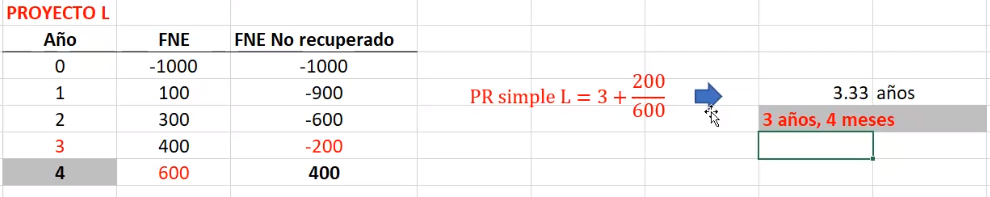 PROYECTO L
Año FNE FNE No recuperado
0 -1000 -1000
1 100 -900
2 300 -600
3 400 -200
4 600 400
PR simple L = 3 + 200/600
3.33 años
3 años, 4 meses